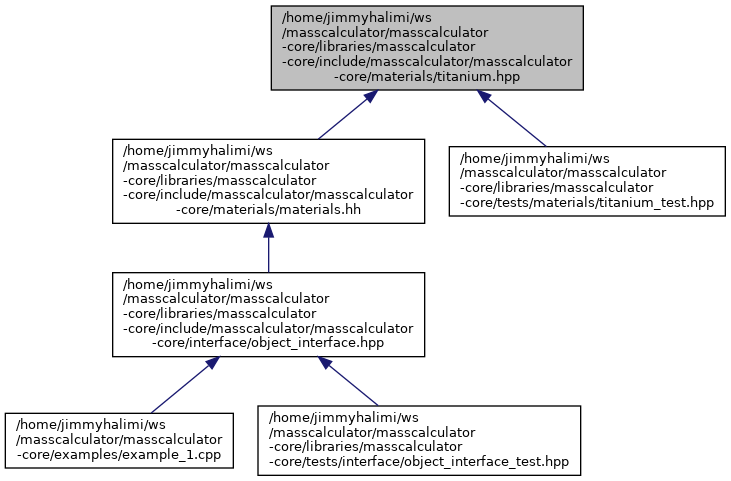 /home/jimmyhalimi/ws
/masscalculator/masscalculator
-core/libraries/masscalculator
-core/include/masscalculator/masscalculator
-core/materials/titanium.hpp
/home/jimmyhalimi/ws
/masscalculator/masscalculator
-core/libraries/masscalculator
-core/include/masscalculator/masscalculator
-core/materials/materials.hh
/home/jimmyhalimi/ws
/masscalculator/masscalculator
-core/libraries/masscalculator
-core/tests/materials/titanium_test.hpp
/home/jimmyhalimi/ws
/masscalculator/masscalculator
-core/libraries/masscalculator
-core/include/masscalculator/masscalculator
-core/interface/object_interface.hpp
/home/jimmyhalimi/ws
/masscalculator/masscalculator
-core/examples/example_1.cpp
/home/jimmyhalimi/ws
/masscalculator/masscalculator
-core/libraries/masscalculator
-core/tests/interface/object_interface_test.hpp